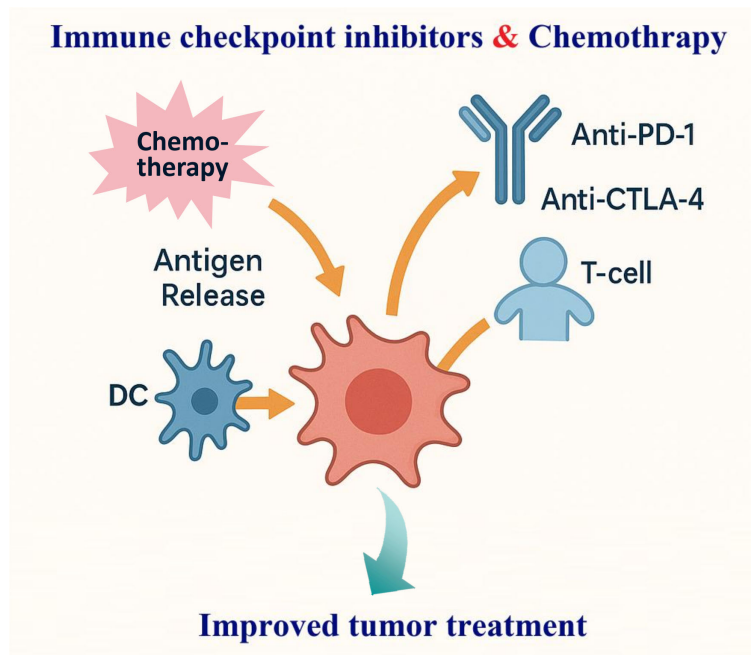 Immune checkpoint inhibitors & Chemothrapy
Chemo-
therapy
Anti-PD-1
Anti-CTLA-4
Antigen
Release
T-cell
DC
Improved tumor treatment